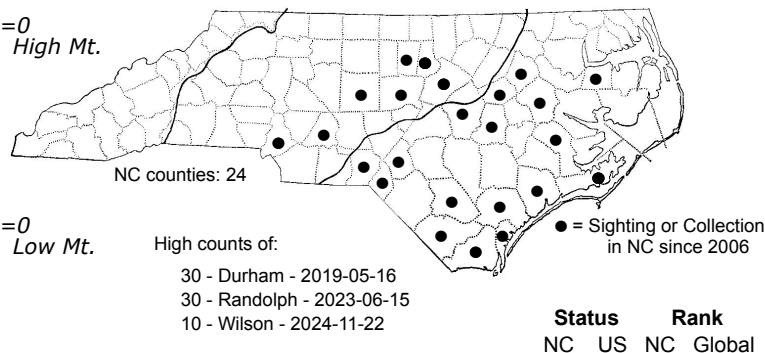 =0
High Mt.
NC counties: 24
=0
Low Mt.
High counts of:
30 - Durham - 2019-05-16
30 - Randolph - 2023-06-15
10 - Wilson - 2024-11-22
● = Sighting or Collection
in NC since 2006
Status Rank
NC US NC Global